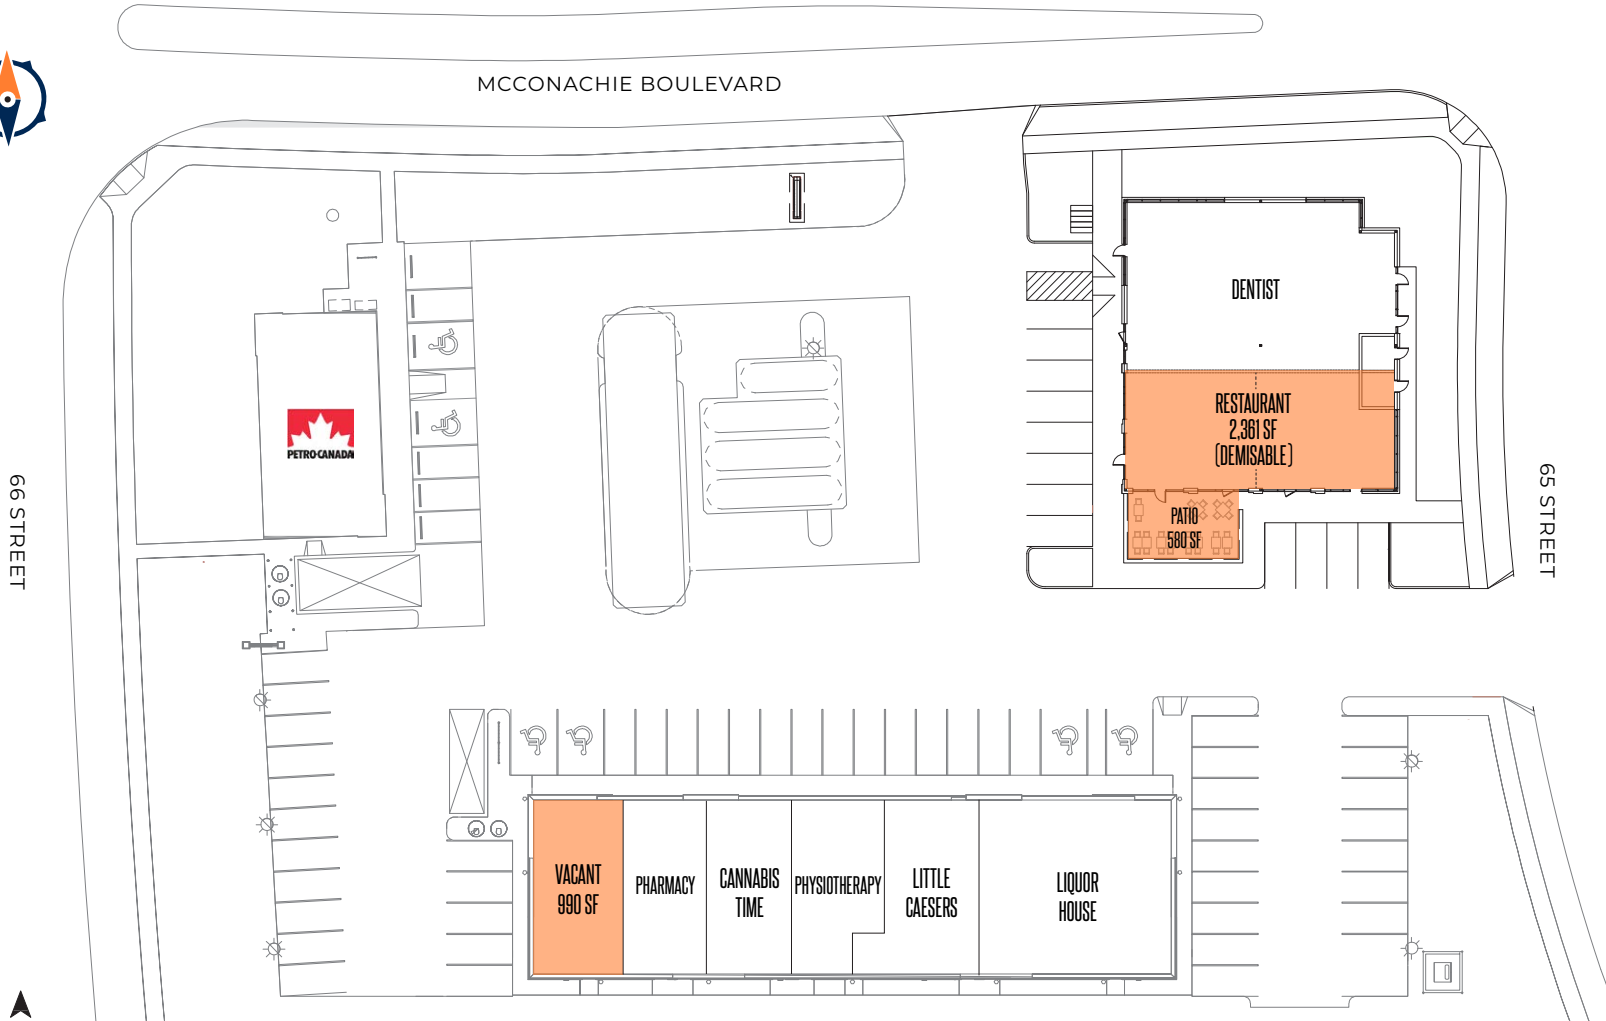 MCCONACHIE BOULEVARD
DENTIST
RESTAURANT
2,361 SF
(DEMISABLE)
PETRO-CANADA
66 STREET
65 STREET
PATIO
580 SF
VACANT
990 SF
PHARMACY
CANNABIS
TIME
PHYSIOTHERAPY
LITTLE
CAESERS
LIQUOR
HOUSE